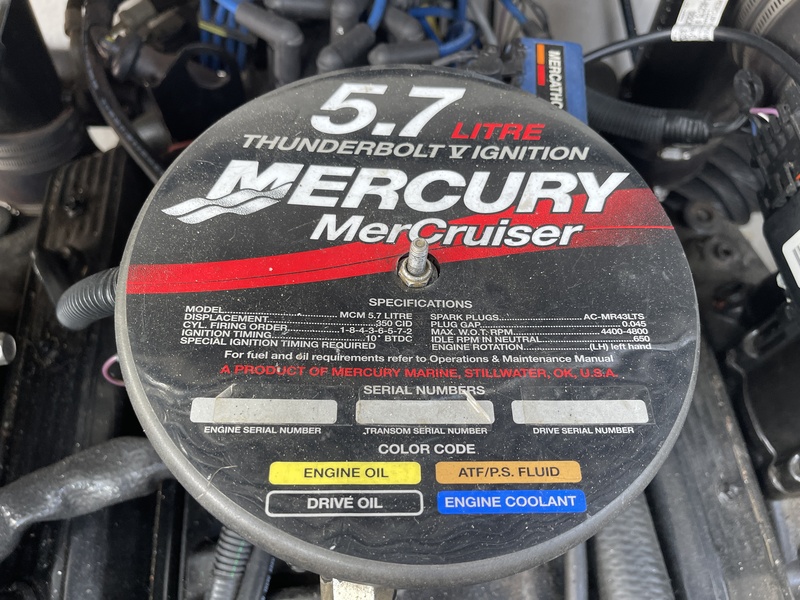 MERCATHO
5.7 LITRE
THUNDERBOLT V IGNITION
MERCURY
MerCruiser
SPECIFICATIONS
MODEL.................... MCM 5.7 LITRE
DISPLACEMENT.................... 350 CID
CYL. FIRING ORDER.......... 1-8-4-3-6-5-7-2
IGNITION TIMING.................... 10° BTDC
SPECIAL IGNITION TIMING REQUIRED
SPARK PLUGS.................... AC-MR43LTS
PLUG GAP.................... 0.045
MAX. W.O.T. RPM.................... 4400-4800
IDLE RPM IN NEUTRAL.................... 650
ENGINE ROTATION.................... (LH) left hand
For fuel and oil requirements refer to Operations & Maintenance Manual
A PRODUCT OF MERCURY MARINE, STILLWATER, OK, U.S.A.
SERIAL NUMBERS
ENGINE SERIAL NUMBER
TRANSOM SERIAL NUMBER
DRIVE SERIAL NUMBER
COLOR CODE
ENGINE OIL
ATF/P.S. FLUID
DRIVE OIL
ENGINE COOLANT